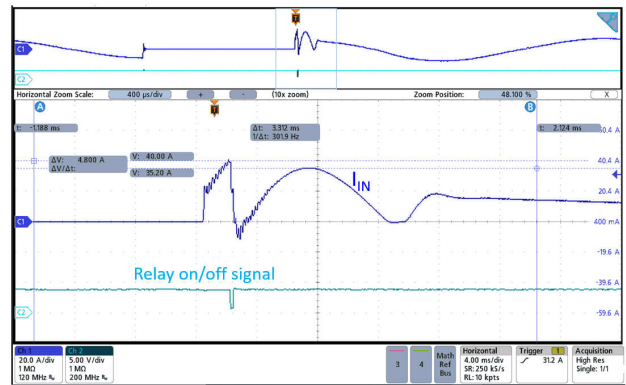 T
C1
C2
Horizontal Zoom Scale: 400 µs/div + - (10x zoom) Zoom Position: 48.100 % X
A B
T
t: -1.188 ms Δt: 3.312 ms t: 2.124 ms
1/Δt: 301.9 Hz
ΔV: 4.800 A V: 40.00 A 40.4 A
ΔV/Δt:
V: 35.20 A
IIN
20.4 A
C1 400 mA
-19.6 A
Relay on/off signal
-39.6 A
C2 -59.6 A
Ch 1 Ch 2 Horizontal Trigger 1 Acquisition
20.0 A/div 5.00 V/div 3 4 Math Ref Bus 4.00 ms/div 31.2 A High Res
1 MΩ 1 MΩ SR: 250 kS/s Single: 1/1
120 MHz 200 MHz RL: 10 kpts